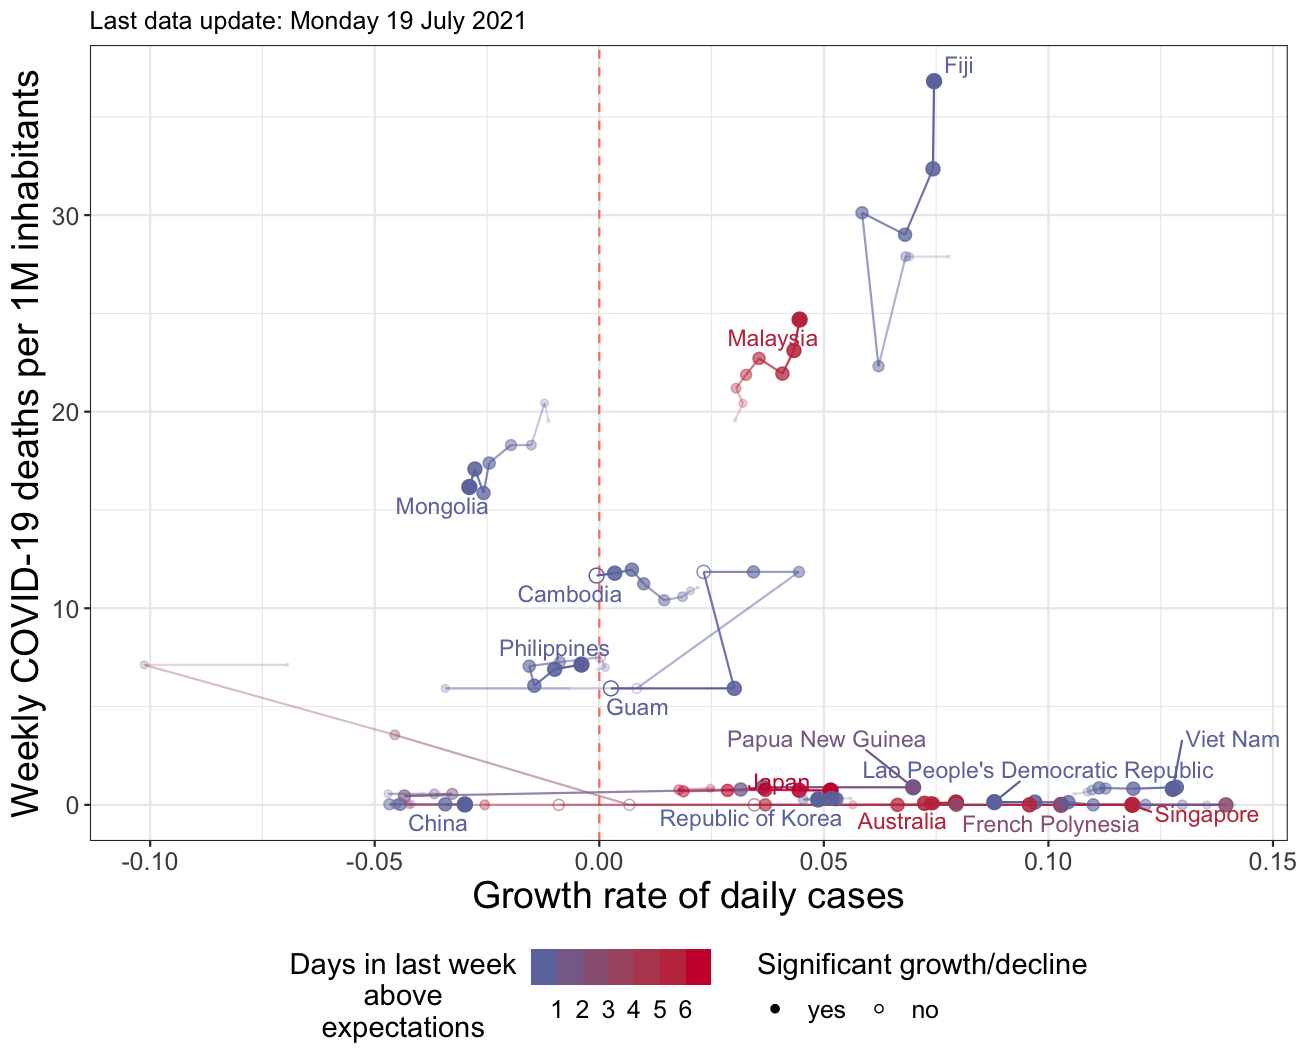 Last data update: Monday 19 July 2021
Weekly COVID-19 deaths per 1M inhabitants
30
20
10
0
Fiji
Malaysia
Mongolia
Cambodia
Philippines
Guam
Papua New Guinea
Viet Nam
Lao People's Democratic Republic
Japan
China
Republic of Korea
Australia
French Polynesia
Singapore
-0.10 -0.05 0.00 0.05 0.10 0.15
Growth rate of daily cases
Days in last week
above
expectations
1 2 3 4 5 6
Significant growth/decline
yes no